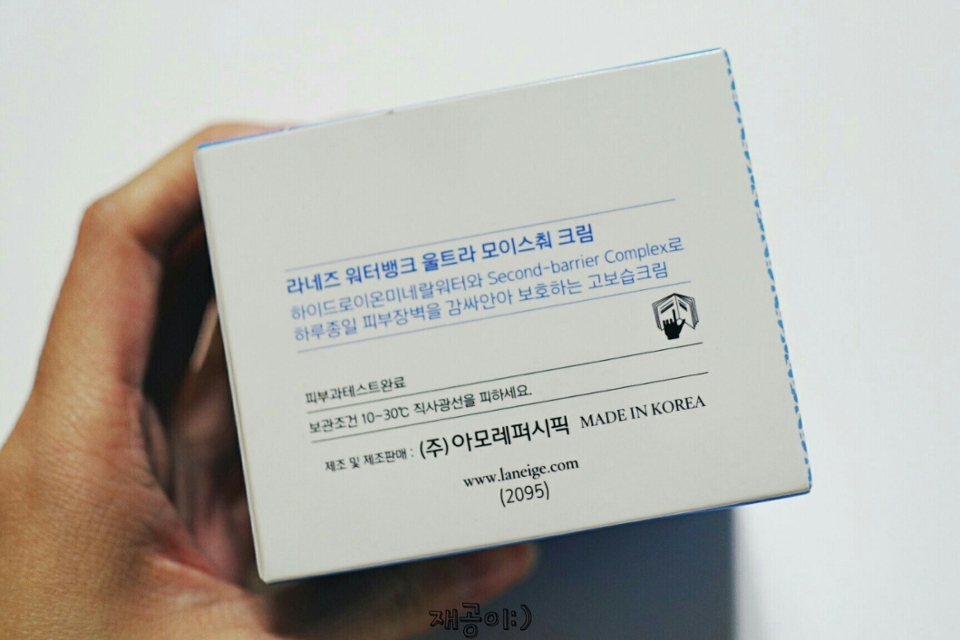 라네즈 워터뱅크 울트라 모이스춰 크림
하이드로이온미네랄워터와 Second-barrier Complex로
하루종일 피부장벽을 감싸안아 보호하는 고보습크림
피부과테스트완료
보관조건 10-30℃ 직사광선을 피하세요.
제조 및 제조판매 : (주)아모레퍼시픽 MADE IN KOREA
www.laneige.com
(2095)
재공이:)